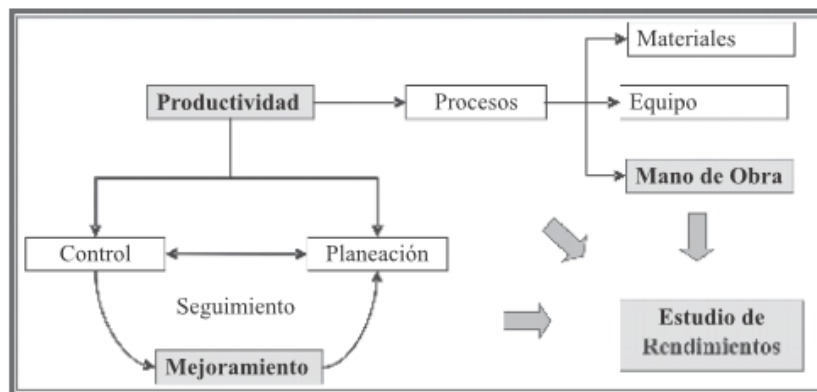 Materiales
Productividad
Procesos
Equipo
Mano de Obra
Control
Planeación
Seguimiento
Mejoramiento
Estudio de
Rendimientos